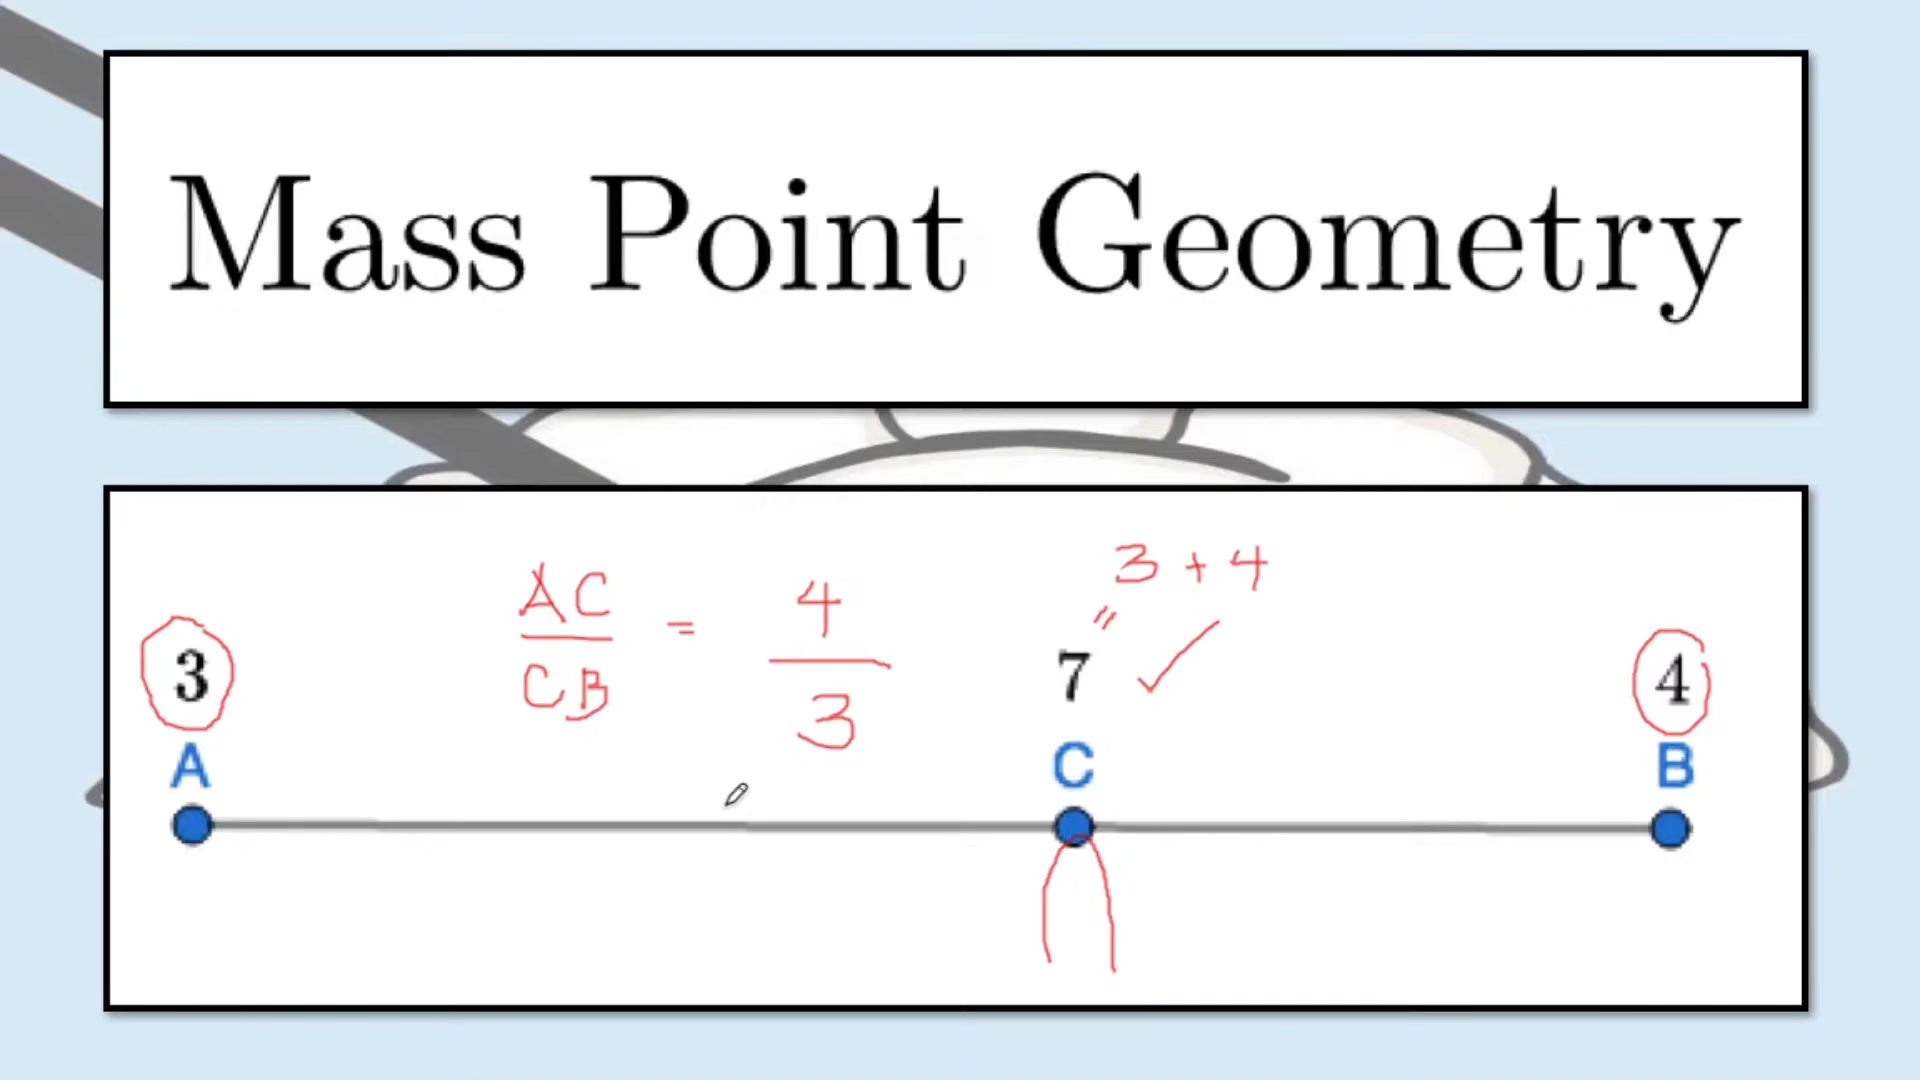 Mass Point Geometry
3 + 4
AC
CB
=
4
3
"
3
7 ✓
4
A
C
B